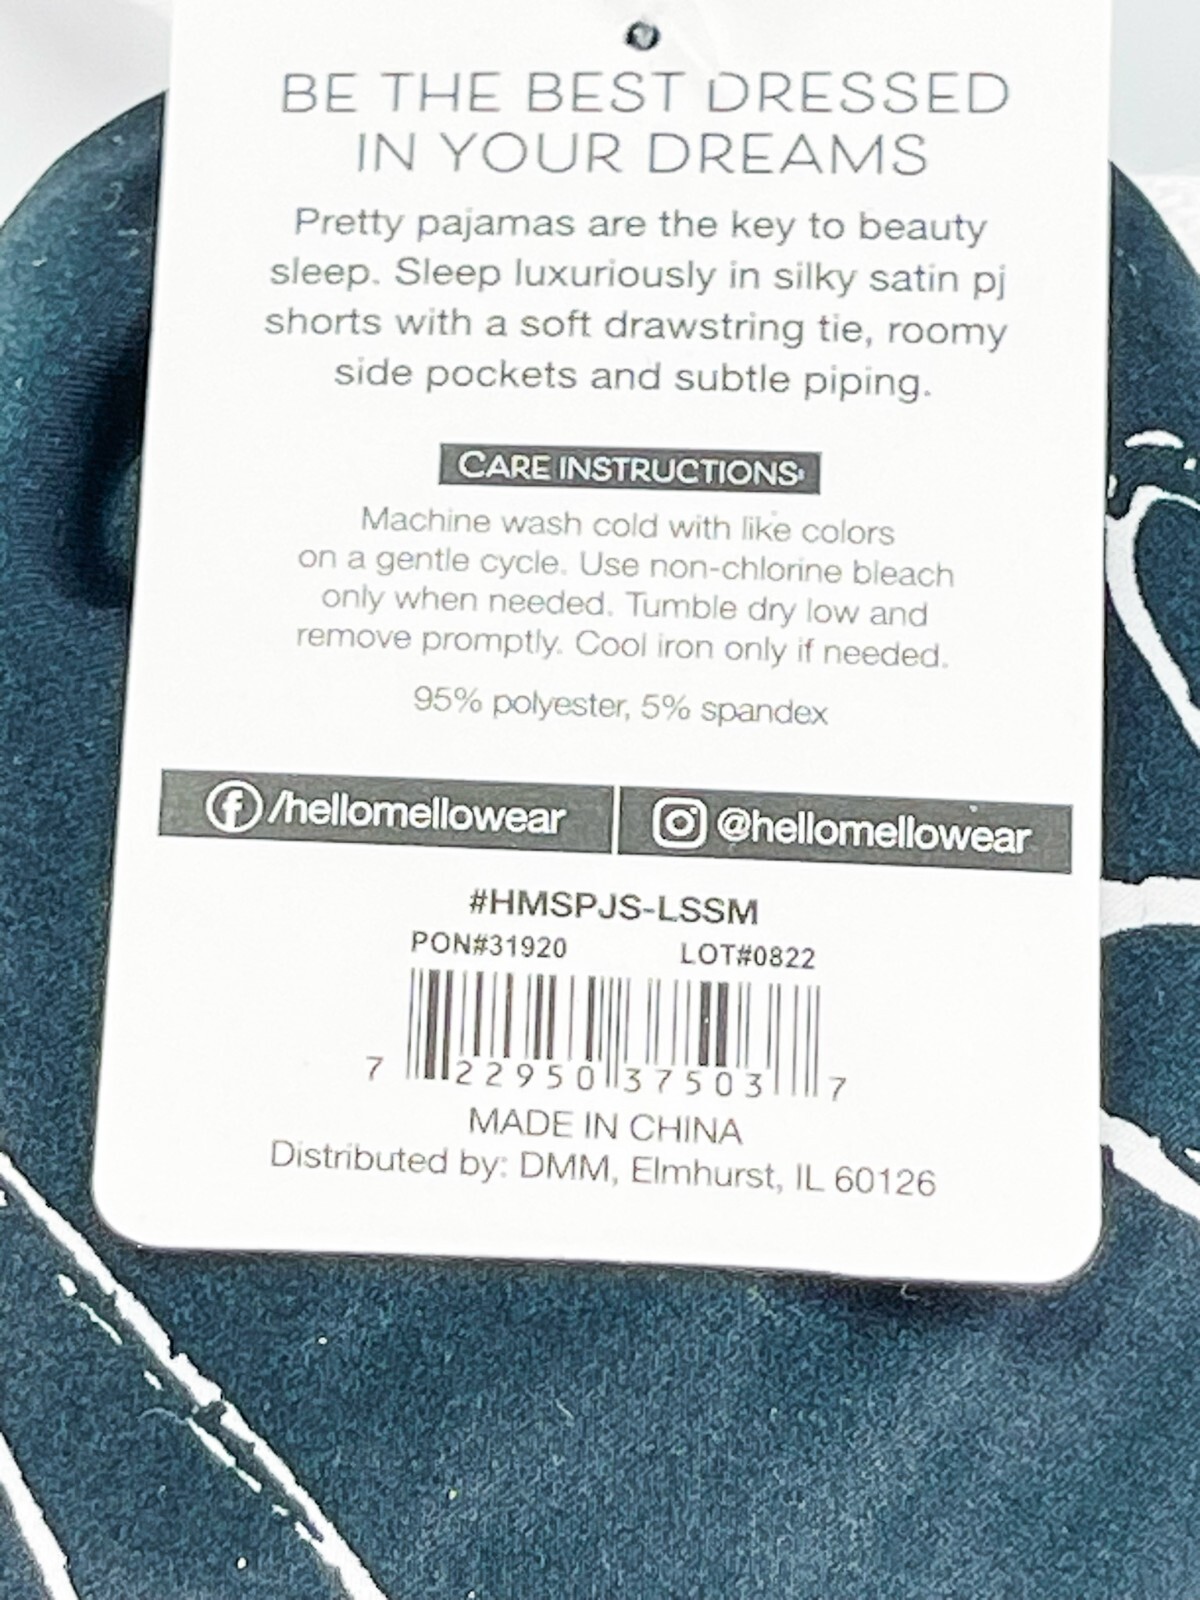 BE THE BEST DRESSED
IN YOUR DREAMS
Pretty pajamas are the key to beauty
sleep. Sleep luxuriously in silky satin pj
shorts with a soft drawstring tie, roomy
side pockets and subtle piping.
CARE INSTRUCTIONS:
Machine wash cold with like colors
on a gentle cycle. Use non-chlorine bleach
only when needed. Tumble dry low and
remove promptly. Cool iron only if needed.
95% polyester, 5% spandex
/hellomellowear @hellomellowear
#HMSPJS-LSSM
PON#31920 LOT#0822
7 22950 37503 7
MADE IN CHINA
Distributed by: DMM, Elmhurst, IL 60126